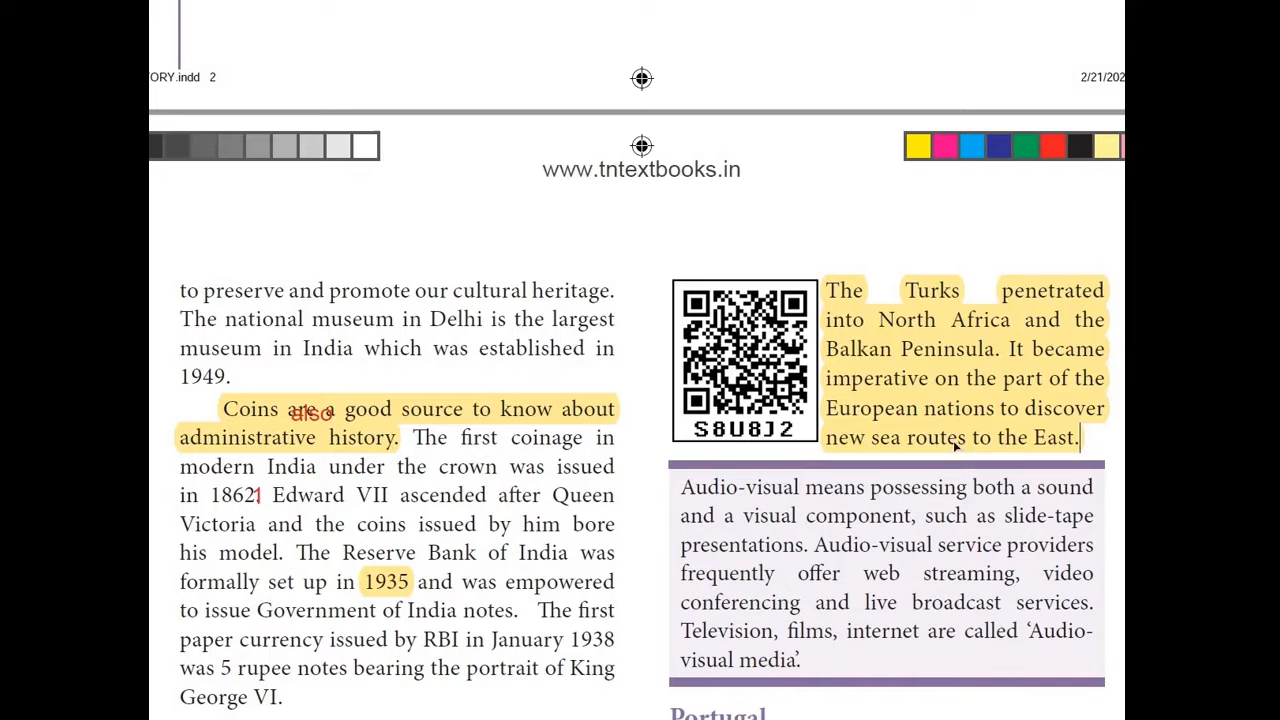 ORY.indd 2
2/21/202
www.tntextbooks.in
to preserve and promote our cultural heritage.
The national museum in Delhi is the largest
museum in India which was established in
1949.
Coins are a good source to know about
also
administrative history. The first coinage in
modern India under the crown was issued
in 1862. Edward VII ascended after Queen
Victoria and the coins issued by him bore
his model. The Reserve Bank of India was
formally set up in 1935 and was empowered
to issue Government of India notes. The first
paper currency issued by RBI in January 1938
was 5 rupee notes bearing the portrait of King
George VI.
S8U8J2
The Turks penetrated
into North Africa and the
Balkan Peninsula. It became
imperative on the part of the
European nations to discover
new sea routes to the East.
Audio-visual means possessing both a sound
and a visual component, such as slide-tape
presentations. Audio-visual service providers
frequently offer web streaming, video
conferencing and live broadcast services.
Television, films, internet are called ‘Audio-
visual media’.
Portugal